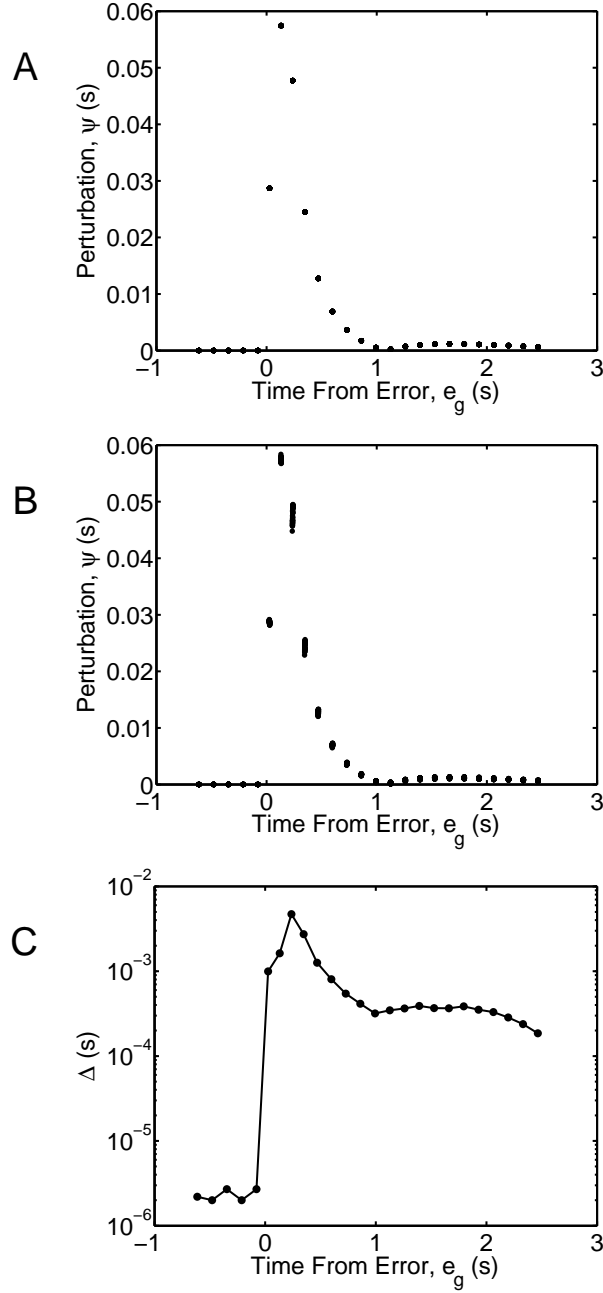 A
0.06
0.05
0.04
0.03
0.02
0.01
0
Perturbation, ψ (s)
−1 0 1 2 3
Time From Error, e_g (s)
B
0.06
0.05
0.04
0.03
0.02
0.01
0
Perturbation, ψ (s)
−1 0 1 2 3
Time From Error, e_g (s)
C
10^−2
10^−3
10^−4
10^−5
10^−6
Δ (s)
−1 0 1 2 3
Time From Error, e_g (s)